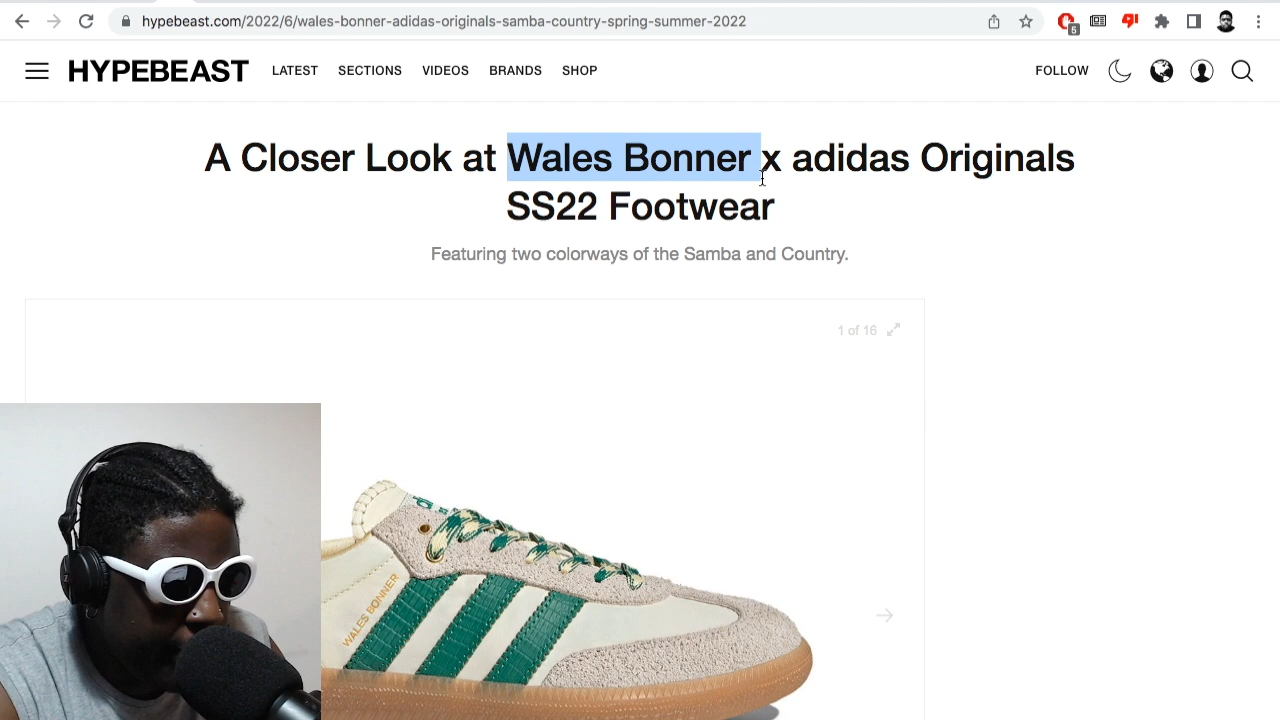 hypebeast.com/2022/6/wales-bonner-adidas-originals-samba-country-spring-summer-2022
5
HYPEBEAST LATEST SECTIONS VIDEOS BRANDS SHOP FOLLOW
A Closer Look at Wales Bonner x adidas Originals
SS22 Footwear
Featuring two colorways of the Samba and Country.
1 of 16
WALES BONNER